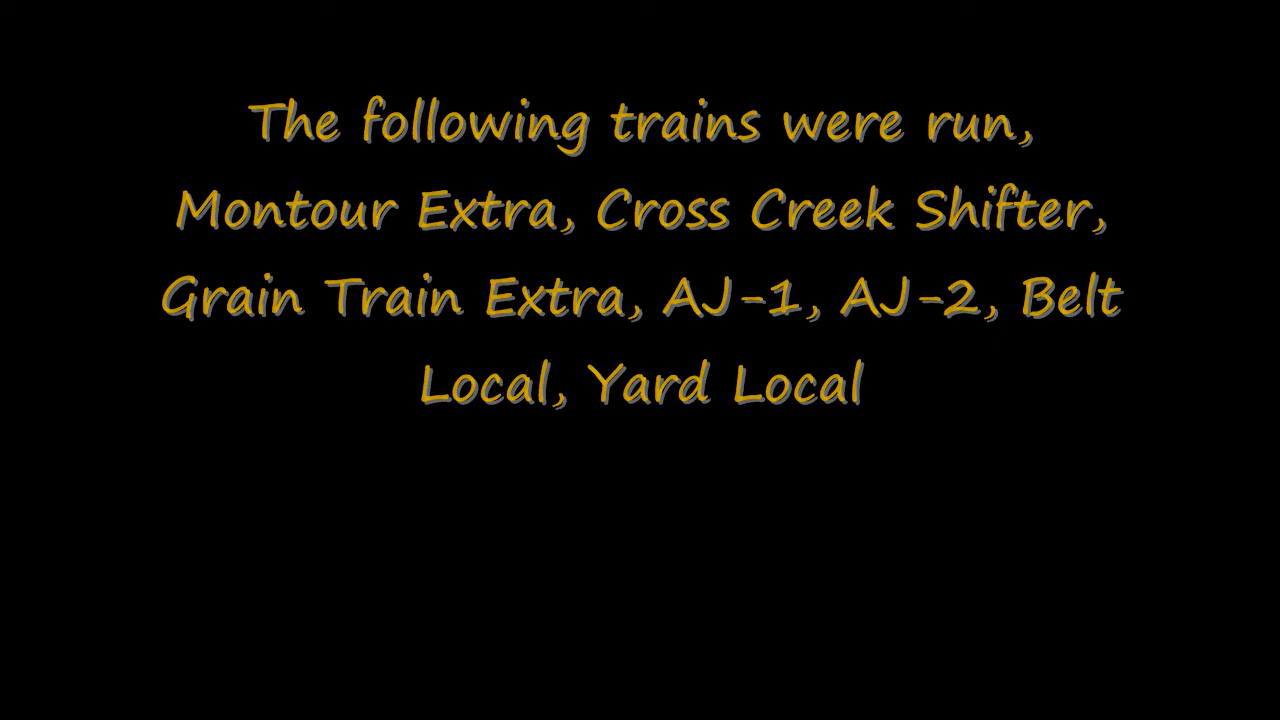 The following trains were run,
Montour Extra, Cross Creek Shifter,
Grain Train Extra, AJ-1, AJ-2, Belt
Local, Yard Local